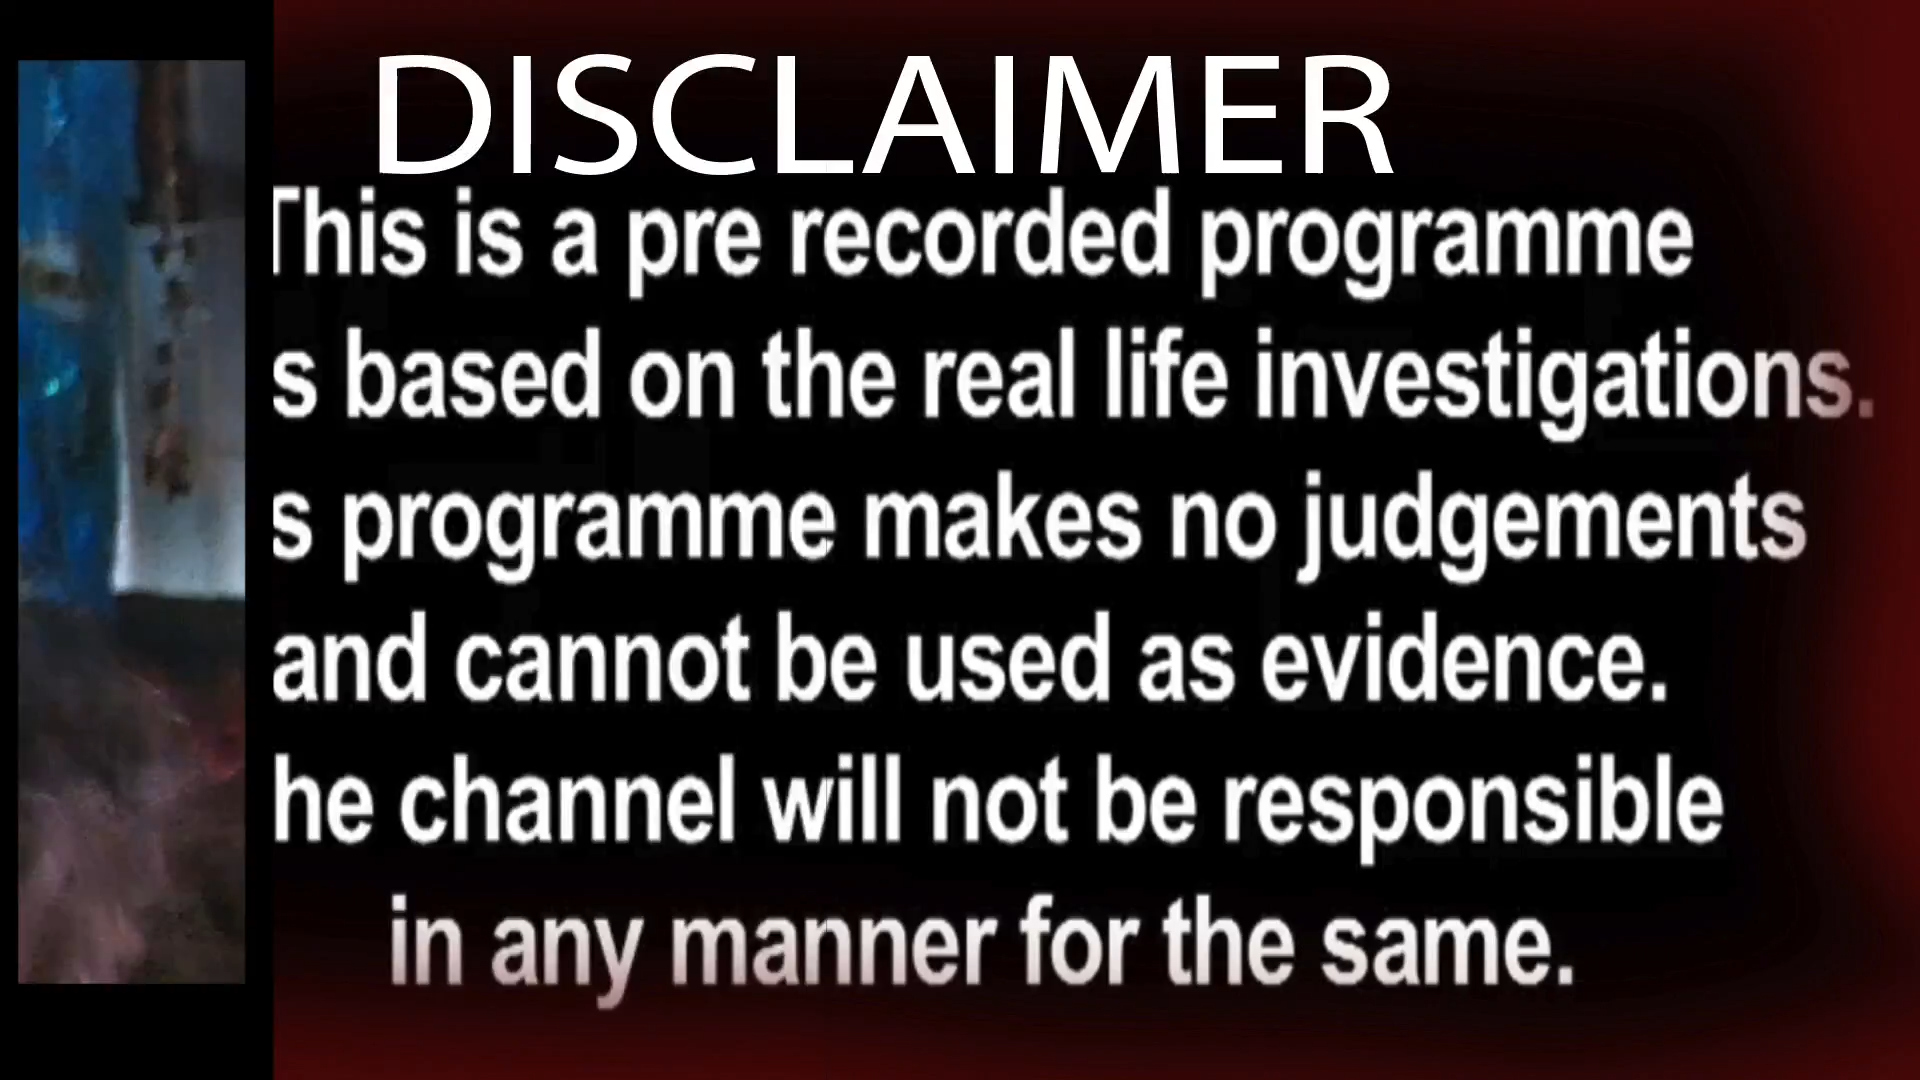 DISCLAIMER
This is a pre recorded programme
s based on the real life investigations.
s programme makes no judgements
and cannot be used as evidence.
he channel will not be responsible
in any manner for the same.